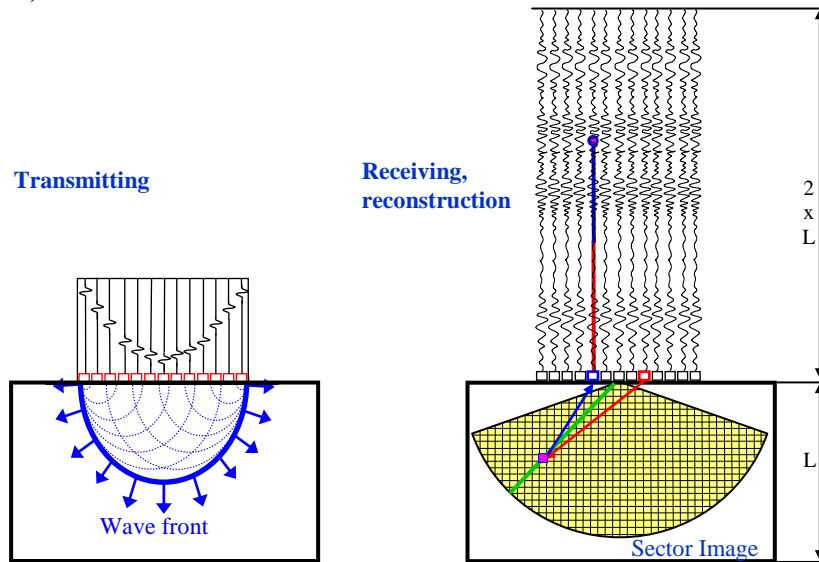 Transmitting
Receiving,
reconstruction
2
x
L
L
Wave front
Sector Image